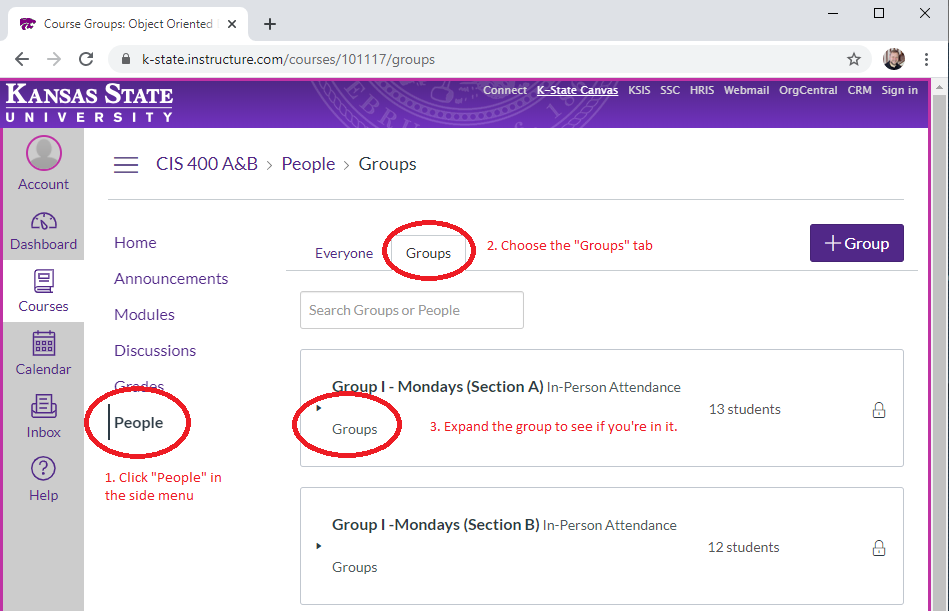 Course Groups: Object Oriented
k-state.instructure.com/courses/101117/groups
KANSAS STATE
UNIVERSITY
Connect K-State Canvas KSIS SSC HRIS Webmail OrgCentral CRM Sign in
Account
Dashboard
Courses
Calendar
Inbox
Help
CIS 400 A&B > People > Groups
Home
Announcements
Modules
Discussions
Grades
People
1. Click "People" in
the side menu
Everyone
Groups
2. Choose the "Groups" tab
+ Group
Search Groups or People
Group I - Mondays (Section A) In-Person Attendance
Groups
13 students
3. Expand the group to see if you're in it.
Group I -Mondays (Section B) In-Person Attendance
Groups
12 students